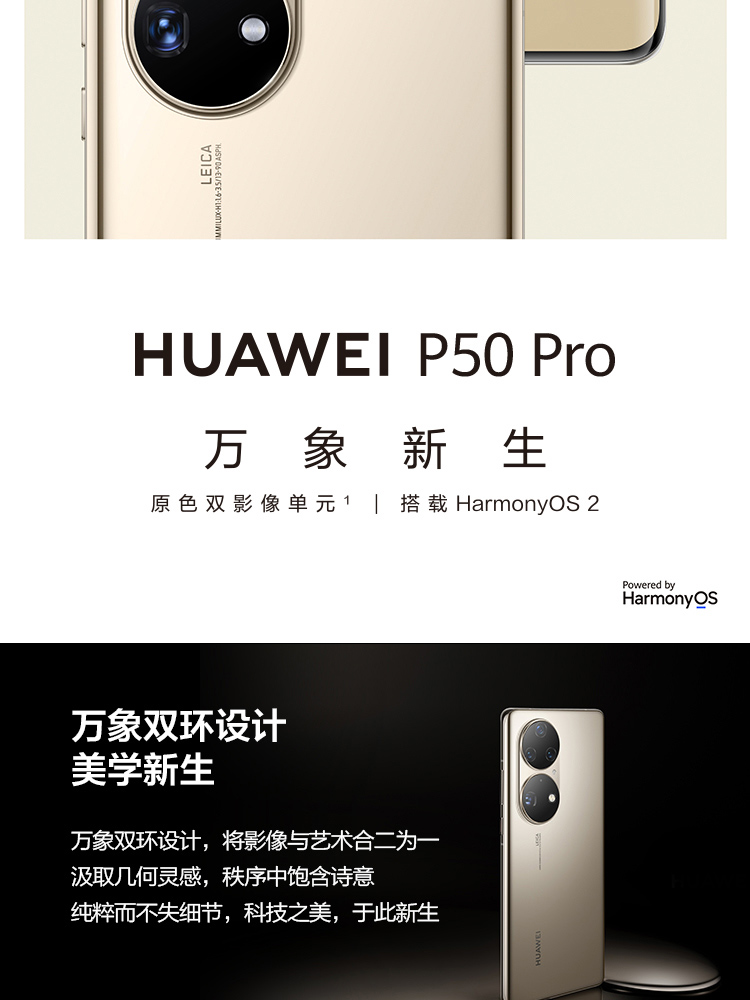 LEICA
MMILUX-H 1:1.6-3.5/13-90 ASPH.
HUAWEI P50 Pro
万象新生
原色双影像单元¹ | 搭载 HarmonyOS 2
Powered by
HarmonyOS
万象双环设计
美学新生
万象双环设计，将影像与艺术合二为一
汲取几何灵感，秩序中饱含诗意
纯粹而不失细节，科技之美，于此新生
LEICA
HUAWEI